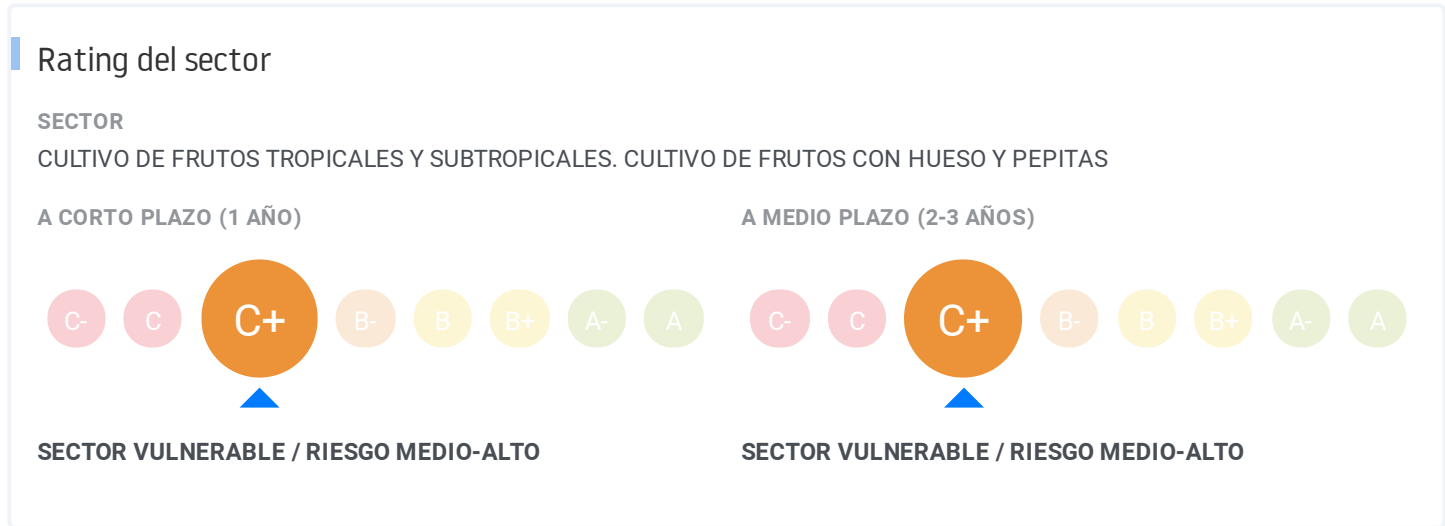 Rating del sector
SECTOR
CULTIVO DE FRUTOS TROPICALES Y SUBTROPICALES. CULTIVO DE FRUTOS CON HUESO Y PEPITAS
A CORTO PLAZO (1 AÑO)
C- C C+ B- B B+ A- A
SECTOR VULNERABLE / RIESGO MEDIO-ALTO
A MEDIO PLAZO (2-3 AÑOS)
C- C C+ B- B B+ A- A
SECTOR VULNERABLE / RIESGO MEDIO-ALTO